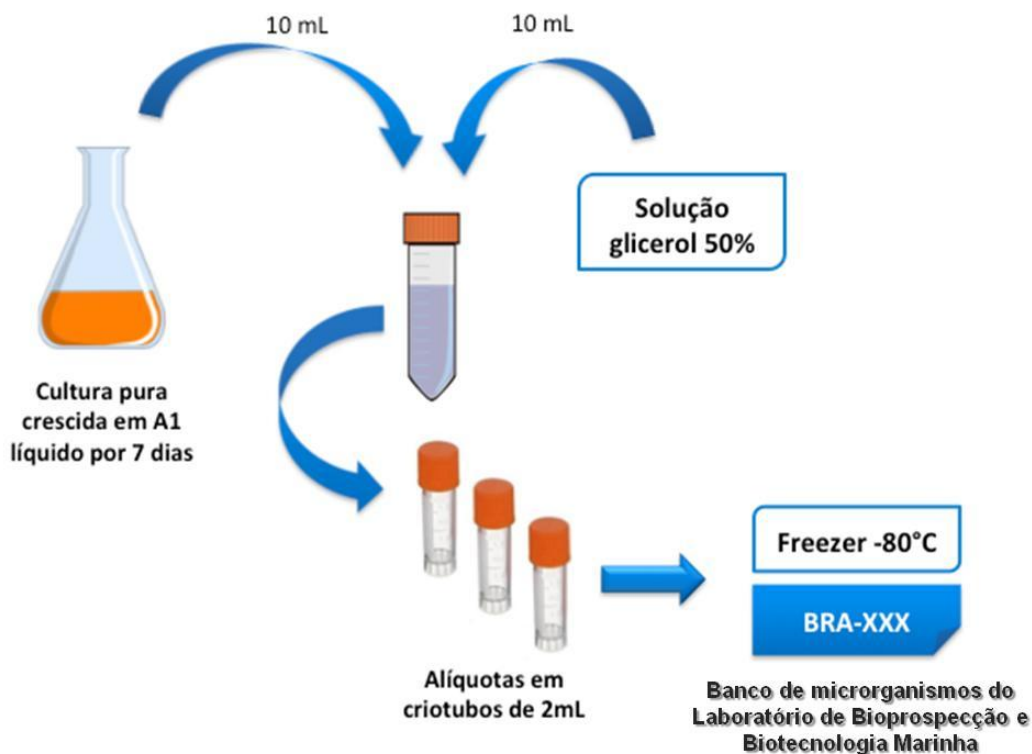 10 mL
10 mL
Solução
glicerol 50%
Cultura pura
crescida em A1
líquido por 7 dias
Alíquotas em
criotubos de 2mL
Freezer -80°C
BRA-XXX
Banco de microrganismos do
Laboratório de Bioprospecção e
Biotecnologia Marinha